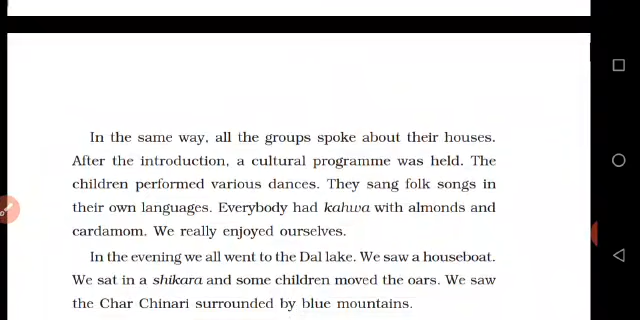 In the same way, all the groups spoke about their houses.
After the introduction, a cultural programme was held. The
children performed various dances. They sang folk songs in
their own languages. Everybody had kahwa with almonds and
cardamom. We really enjoyed ourselves.
In the evening we all went to the Dal lake. We saw a houseboat.
We sat in a shikara and some children moved the oars. We saw
the Char Chinari surrounded by blue mountains.